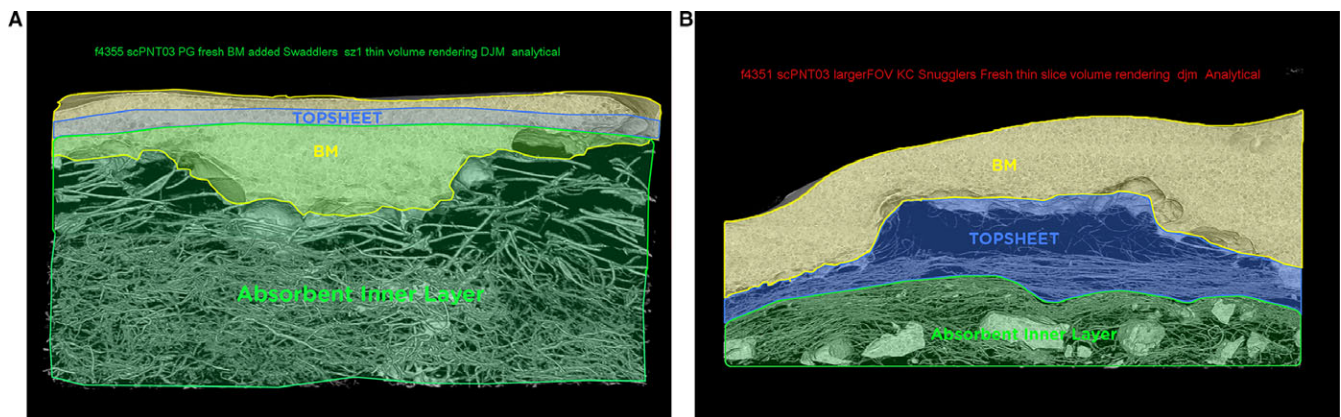 A
f4355 scPNT03 PG fresh BM added Swaddlers sz1 thin volume rendering DJM analytical
TOPSHEET
BM
Absorbent Inner Layer
B
f4351 scPNT03 largerFOV KC Snugglers Fresh thin slice volume rendering djm Analytical
BM
TOPSHEET
Absorbent Inner Layer